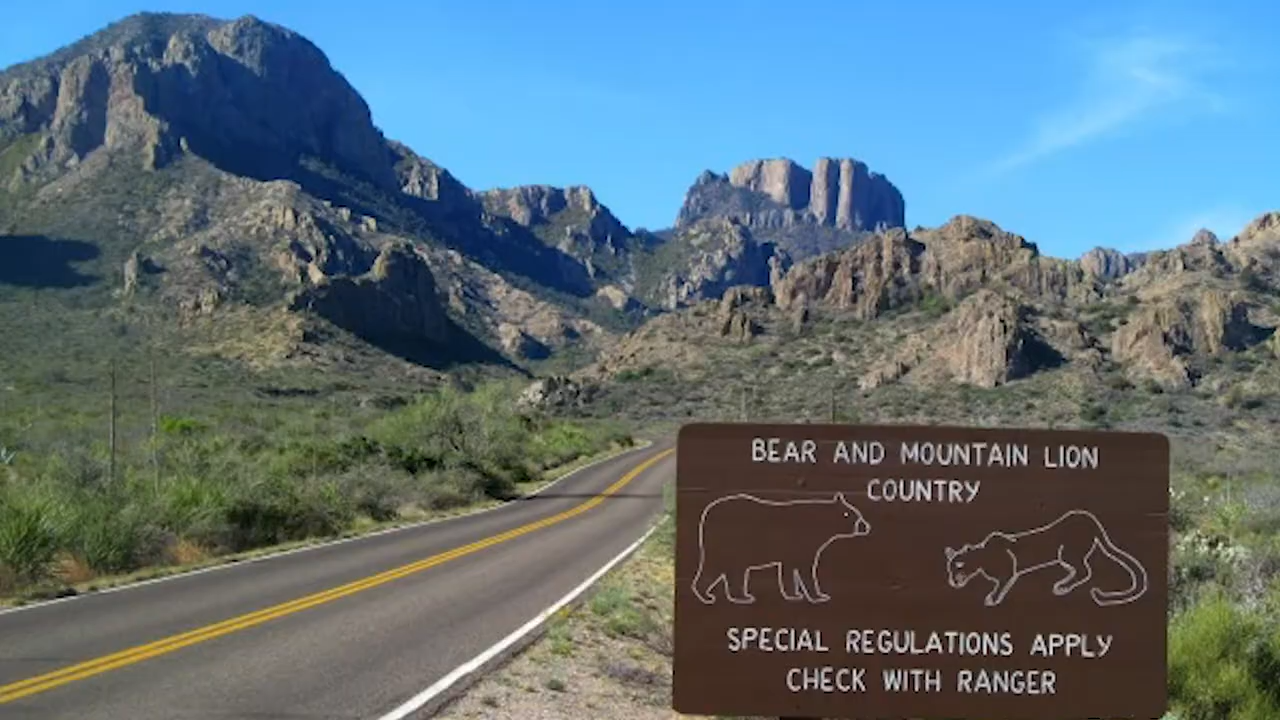 BEAR AND MOUNTAIN LION
COUNTRY
SPECIAL REGULATIONS APPLY
CHECK WITH RANGER